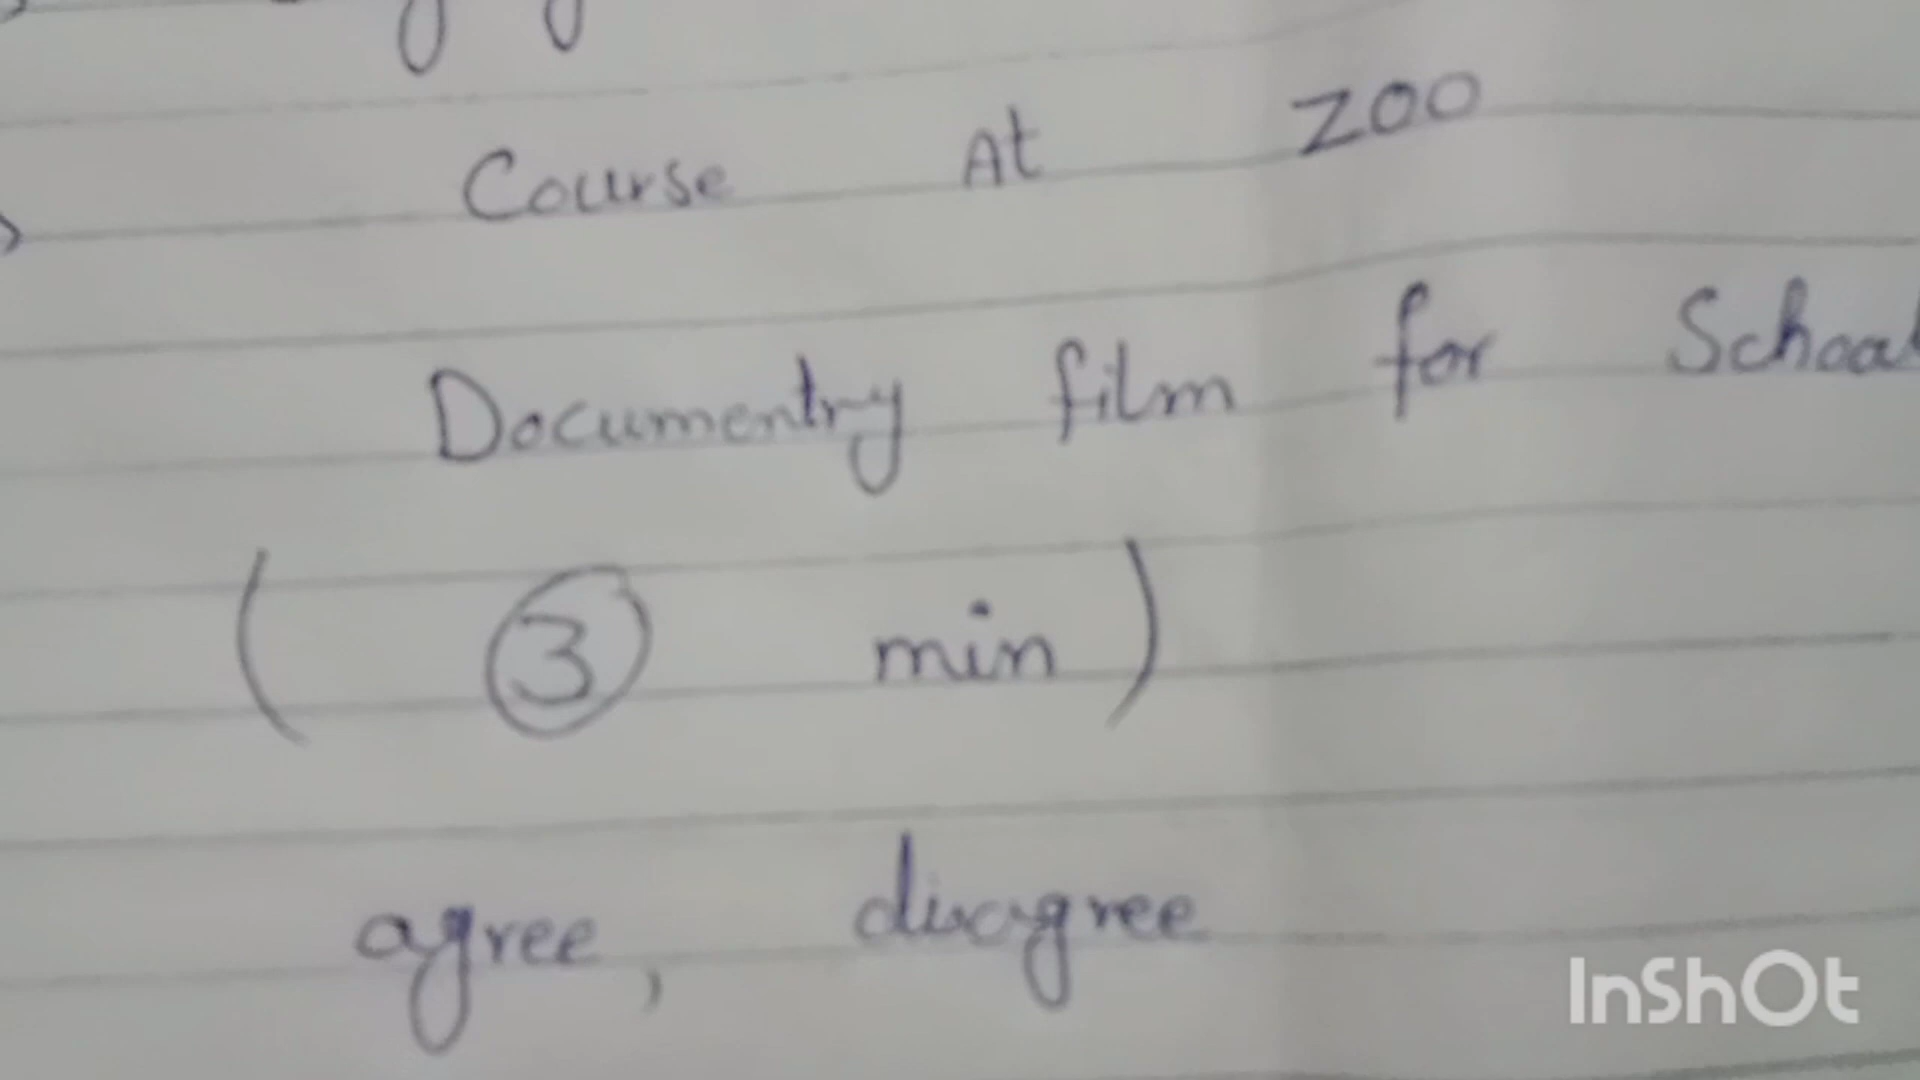 Course At ZOO
Documentry film for School
( 3 min )
agree, disagree
InShOt